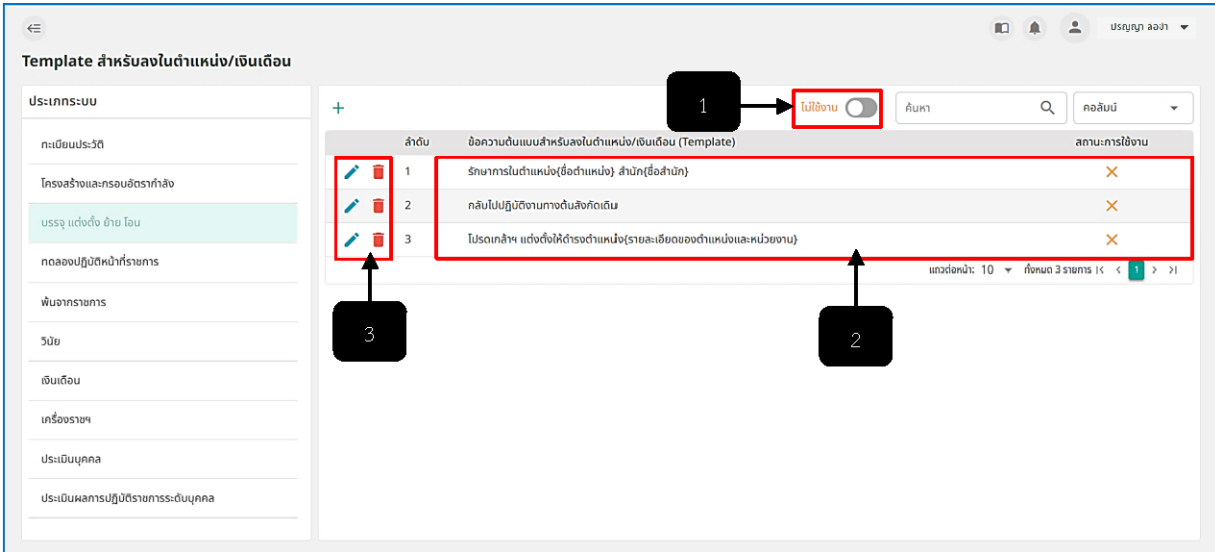 ปรญญา ลองา
Template สำหรับลงในตำแหน่ง/เงินเดือน
ประเภทระบบ
ทะเบียนประวัติ
โครงสร้างและกรอบอัตรากำลัง
บรรจุ แต่งตั้ง ย้าย โอน
ทดลองปฏิบัติหน้าที่ราชการ
พ้นจากราชการ
วินัย
เงินเดือน
เครื่องราชฯ
ประเมินบุคคล
ประเมินผลการปฏิบัติราชการระดับบุคคล
1
ไม่ใช้งาน ค้นหา คอลัมน์
ลำดับ ข้อความต้นแบบสำหรับลงในตำแหน่ง/เงินเดือน (Template) สถานะการใช้งาน
1 รักษาการในตำแหน่ง{ชื่อตำแหน่ง} สำนัก{ชื่อสำนัก}
2 กลับไปปฏิบัติงานทางต้นสังกัดเดิม
3 โปรดเกล้าฯ แต่งตั้งให้ดำรงตำแหน่ง{รายละเอียดของตำแหน่งและหน่วยงาน}
แถวต่อหน้า: 10 ทั้งหมด 3 รายการ |< < 1 > >|
3
2